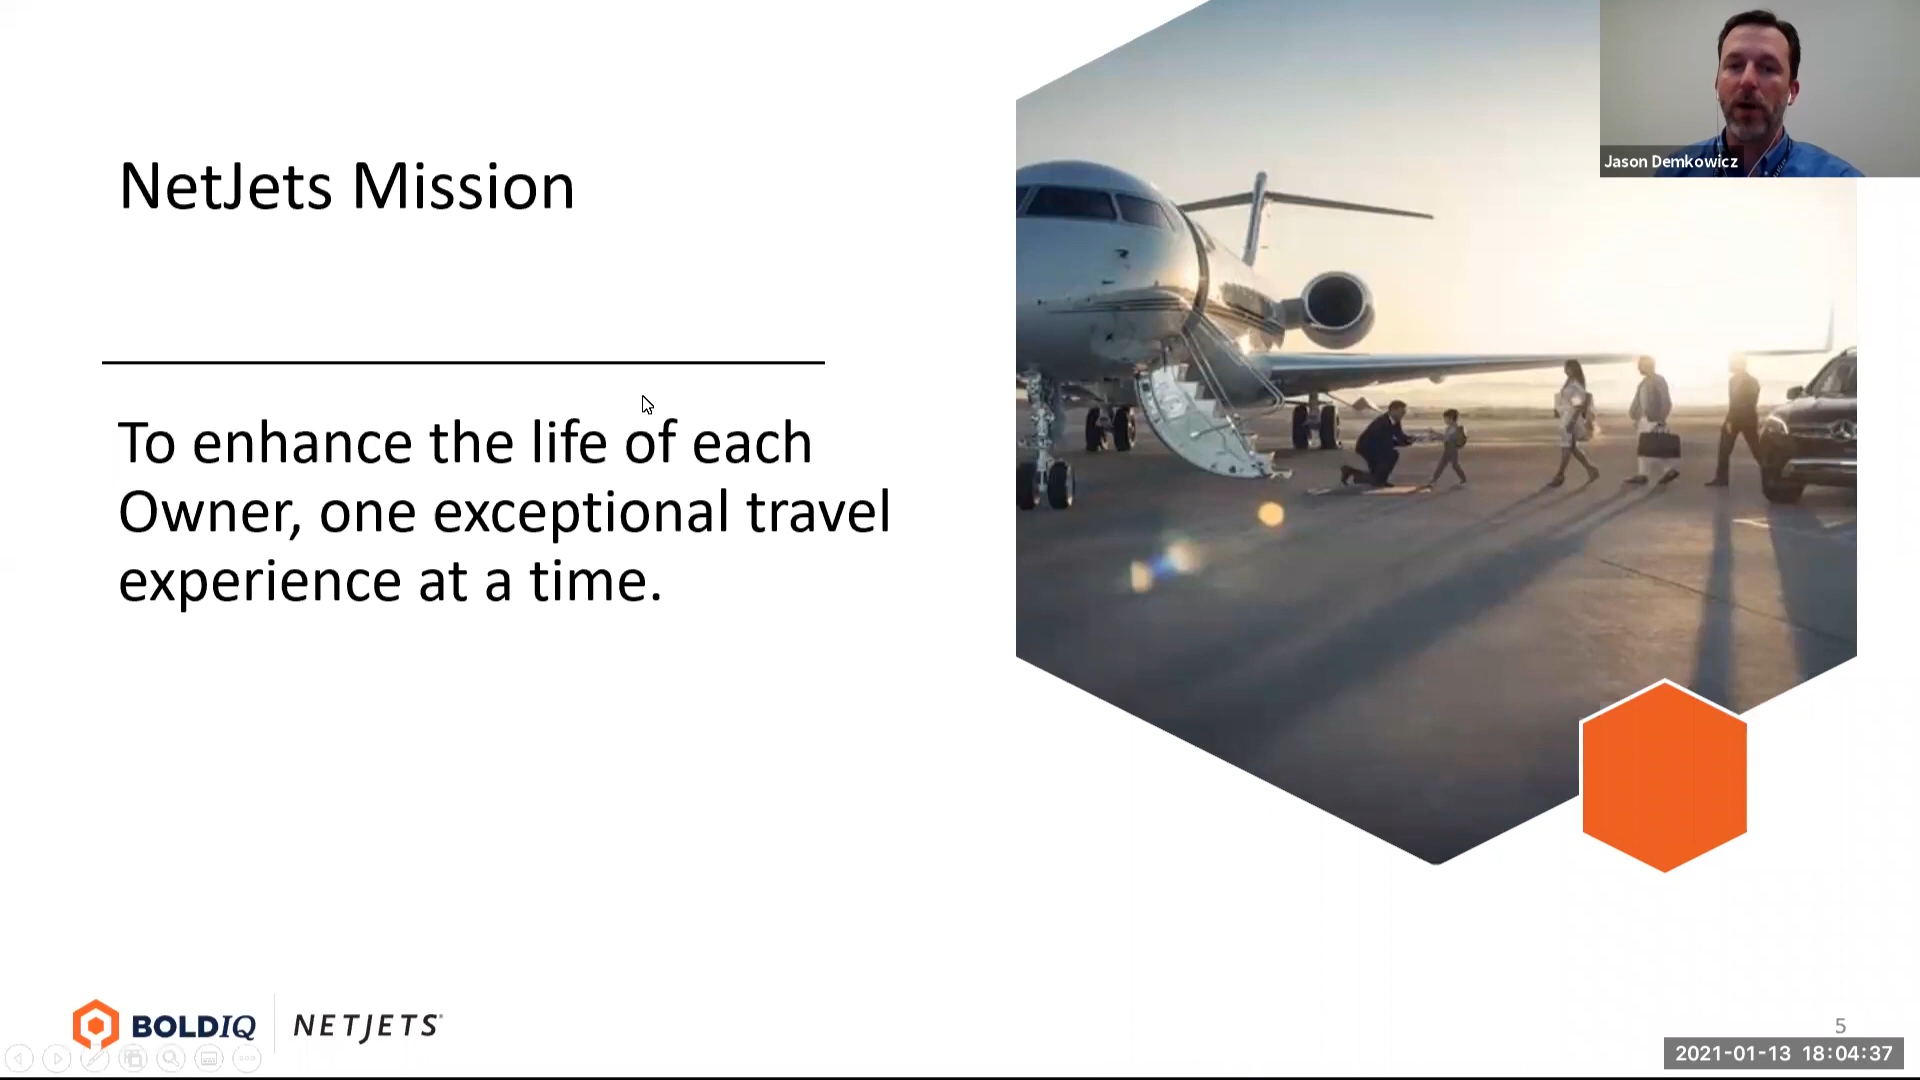 Jason Demkowicz
NetJets Mission
To enhance the life of each
Owner, one exceptional travel
experience at a time.
BOLDIQ
NETJETS
5
2021-01-13 18:04:37